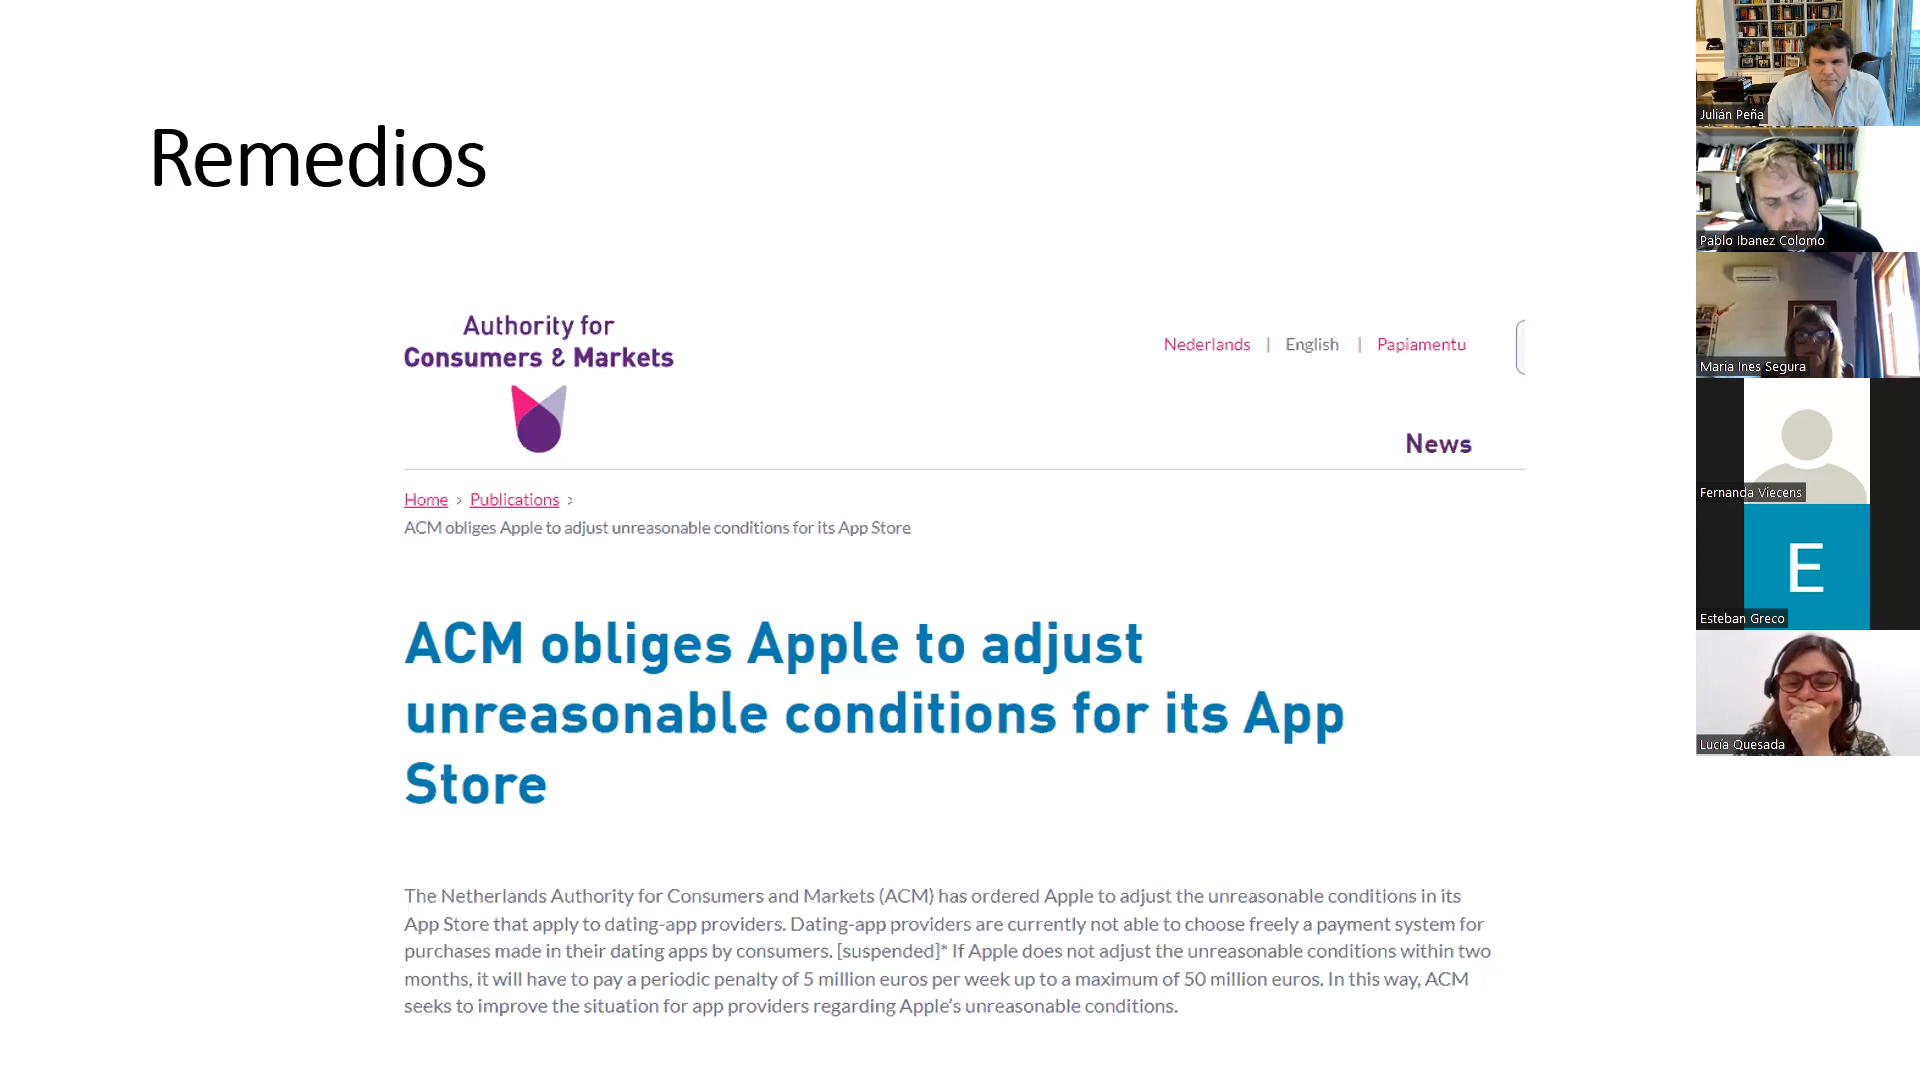 Remedios
Authority for
Consumers & Markets
Nederlands | English | Papiamentu
News
Home › Publications ›
ACM obliges Apple to adjust unreasonable conditions for its App Store
ACM obliges Apple to adjust
unreasonable conditions for its App
Store
The Netherlands Authority for Consumers and Markets (ACM) has ordered Apple to adjust the unreasonable conditions in its
App Store that apply to dating-app providers. Dating-app providers are currently not able to choose freely a payment system for
purchases made in their dating apps by consumers. [suspended]* If Apple does not adjust the unreasonable conditions within two
months, it will have to pay a periodic penalty of 5 million euros per week up to a maximum of 50 million euros. In this way, ACM
seeks to improve the situation for app providers regarding Apple’s unreasonable conditions.
Julián Peña
Pablo Ibanez Colomo
Maria Ines Segura
Fernanda Viecens
E
Esteban Greco
Lucía Quesada